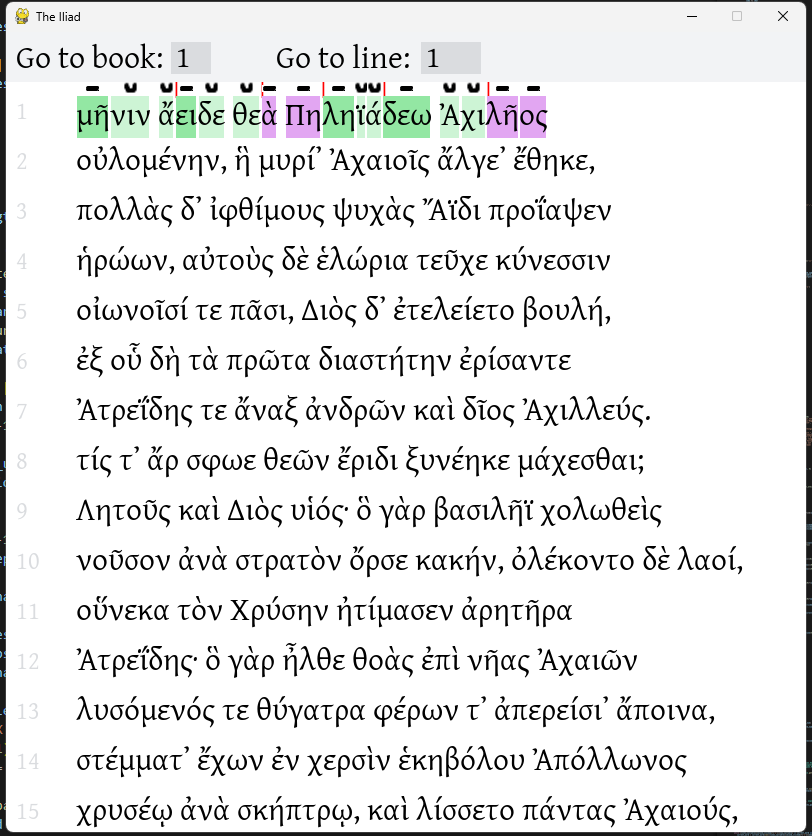 The Iliad
Go to book: 1 Go to line: 1
1 μῆνιν ἄειδε θεὰ Πηληϊάδεω Ἀχιλῆος
2 οὐλομένην, ἣ μυρί’ Ἀχαιοῖς ἄλγε’ ἔθηκε,
3 πολλὰς δ’ ἰφθίμους ψυχὰς Ἄϊδι προΐαψεν
4 ἡρώων, αὐτοὺς δὲ ἑλώρια τεῦχε κύνεσσιν
5 οἰωνοῖσί τε πᾶσι, Διὸς δ’ ἐτελείετο βουλή,
6 ἐξ οὗ δὴ τὰ πρῶτα διαστήτην ἐρίσαντε
7 Ἀτρεΐδης τε ἄναξ ἀνδρῶν καὶ δῖος Ἀχιλλεύς.
8 τίς τ’ ἄρ σφωε θεῶν ἔριδι ξυνέηκε μάχεσθαι;
9 Λητοῦς καὶ Διὸς υἱός· ὃ γὰρ βασιλῆϊ χολωθεὶς
10 νοῦσον ἀνὰ στρατὸν ὄρσε κακήν, ὀλέκοντο δὲ λαοί,
11 οὕνεκα τὸν Χρύσην ἠτίμασεν ἀρητῆρα
12 Ἀτρεΐδης· ὃ γὰρ ἦλθε θοὰς ἐπὶ νῆας Ἀχαιῶν
13 λυσόμενός τε θύγατρα φέρων τ’ ἀπερείσι’ ἄποινα,
14 στέμματ’ ἔχων ἐν χερσὶν ἑκηβόλου Ἀπόλλωνος
15 χρυσέῳ ἀνὰ σκήπτρῳ, καὶ λίσσετο πάντας Ἀχαιούς,